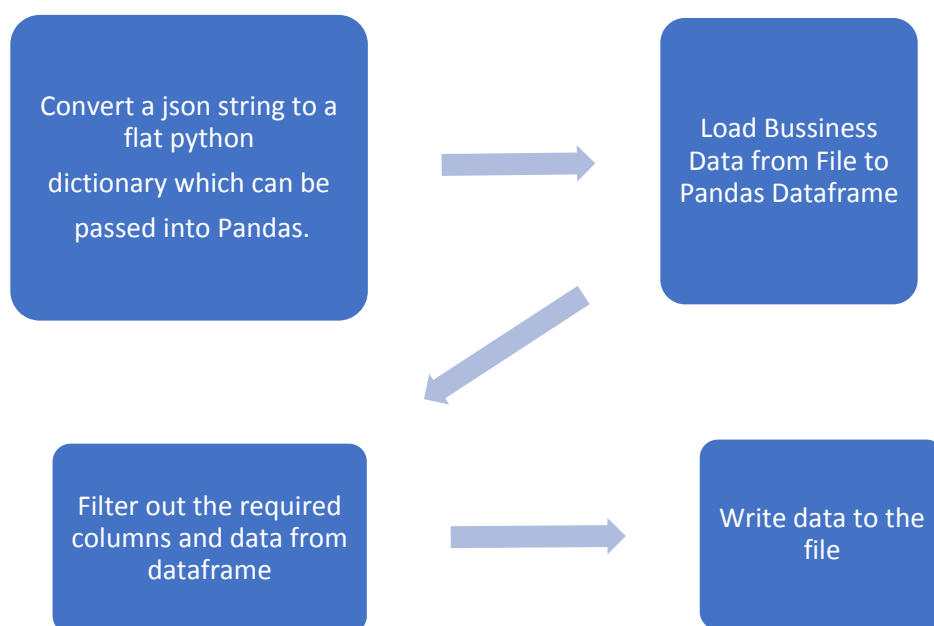 Convert a json string to a
flat python
dictionary which can be
passed into Pandas.
Load Bussiness
Data from File to
Pandas Dataframe
Filter out the required
columns and data from
dataframe
Write data to the
file